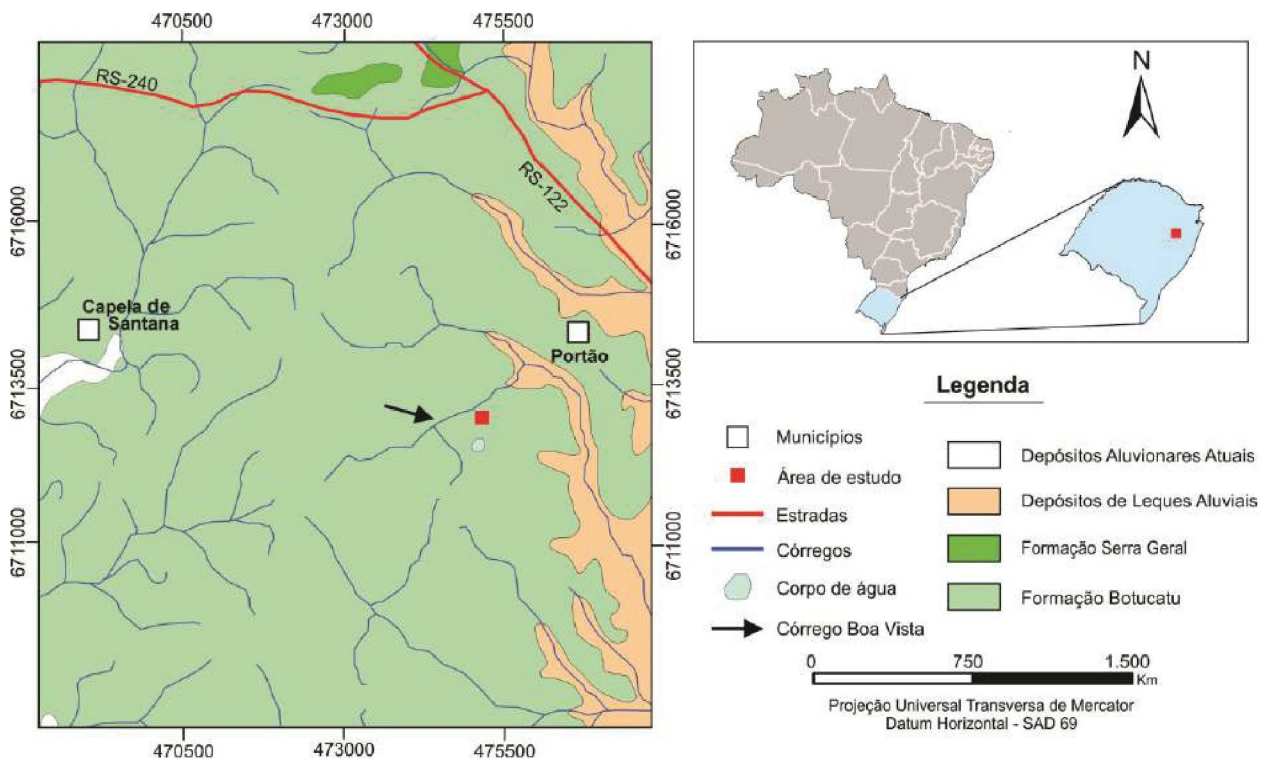 470500
473000
475500
RS-240
RS-122
6716000
6716000
Capela de
Santana
Portão
6713500
6713500
6711000
6711000
470500
473000
475500
N
Legenda
Municípios
Área de estudo
Estradas
Córregos
Corpo de água
Córrego Boa Vista
Depósitos Aluvionares Atuais
Depósitos de Leques Aluviais
Formação Serra Geral
Formação Botucatu
0
750
1.500
Km
Projeção Universal Transversa de Mercator
Datum Horizontal - SAD 69